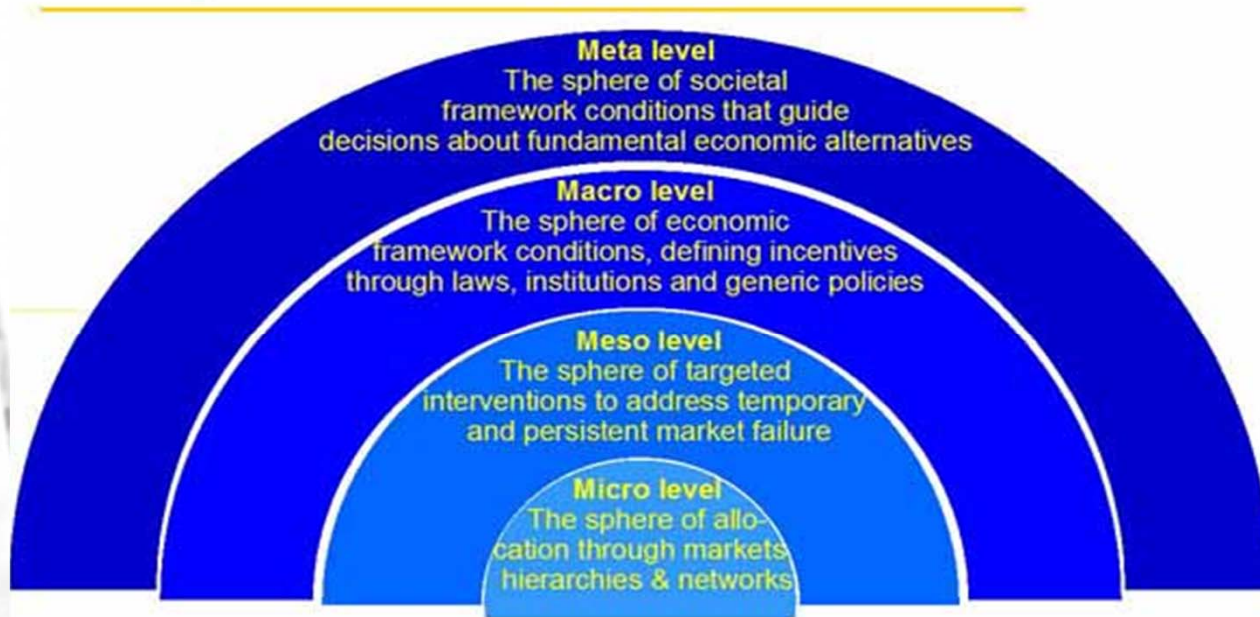 Meta level
The sphere of societal
framework conditions that guide
decisions about fundamental economic alternatives
Macro level
The sphere of economic
framework conditions, defining incentives
through laws, institutions and generic policies
Meso level
The sphere of targeted
interventions to address temporary
and persistent market failure
Micro level
The sphere of allo-
cation through markets
hierarchies & networks